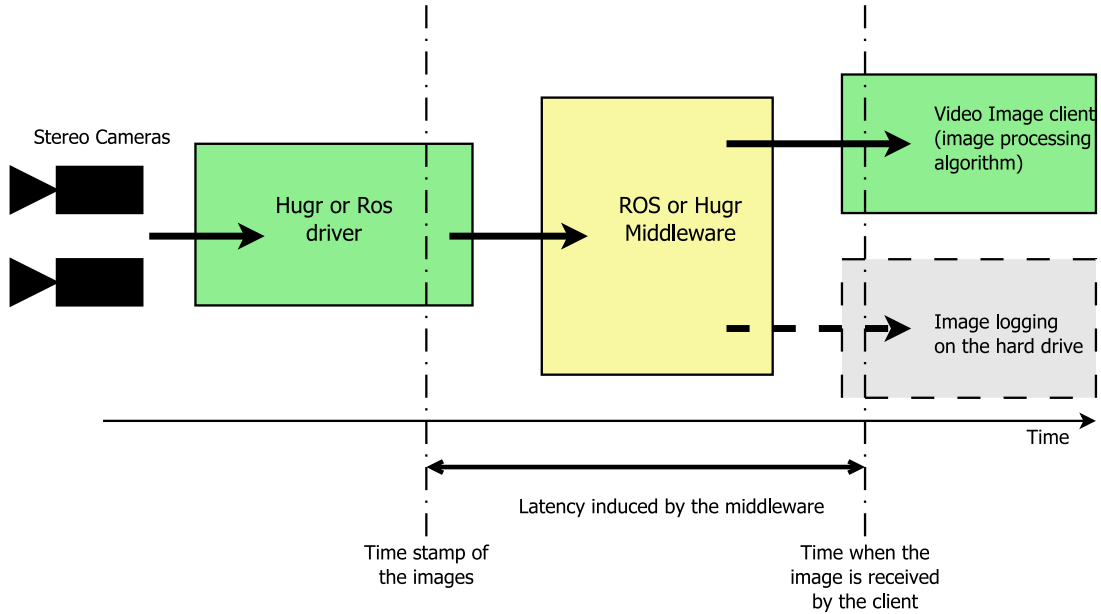 Stereo Cameras
Hugr or Ros
driver
ROS or Hugr
Middleware
Video Image client
(image processing
algorithm)
Image logging
on the hard drive
Time
Latency induced by the middleware
Time stamp of
the images
Time when the
image is received
by the client